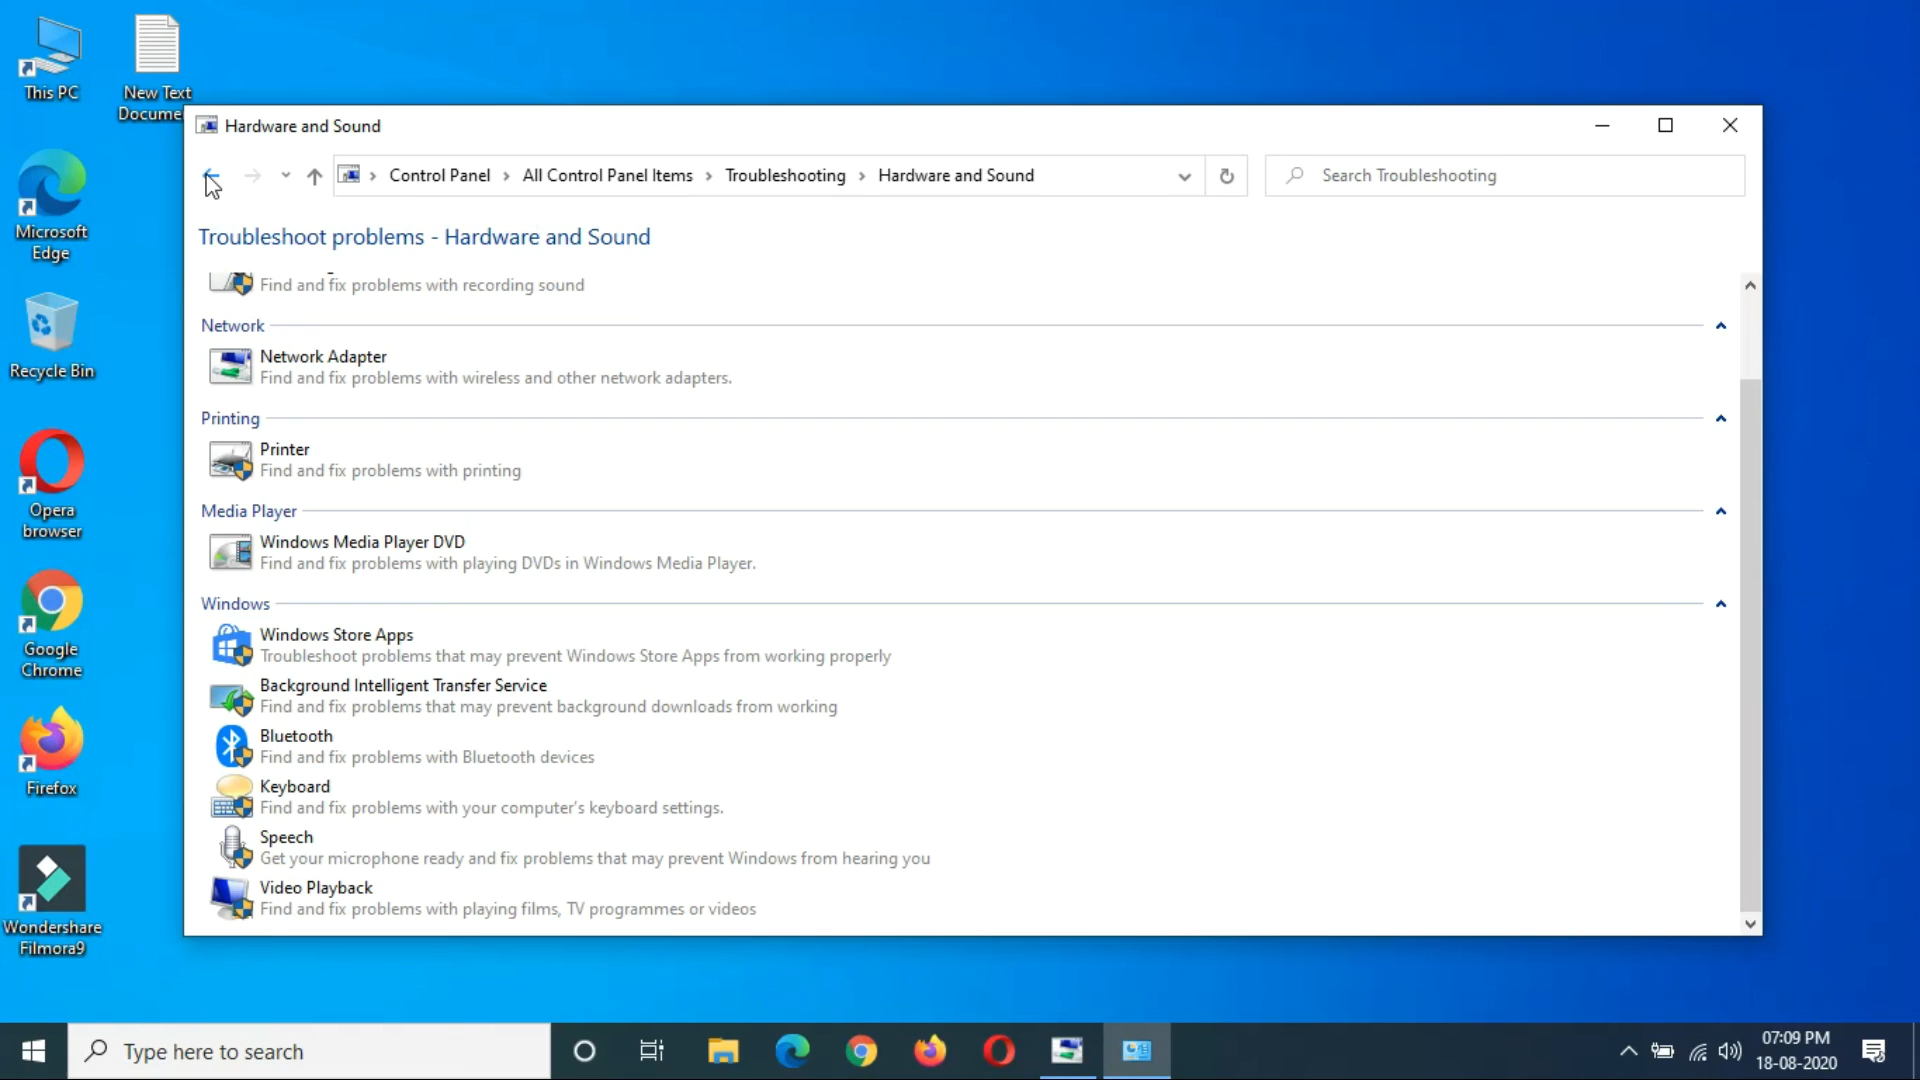 This PC
New Text
Docume
Microsoft
Edge
Recycle Bin
Opera
browser
Google
Chrome
Firefox
Wondershare
Filmora9
Hardware and Sound
Control Panel
All Control Panel Items
Troubleshooting
Hardware and Sound
Search Troubleshooting
Troubleshoot problems - Hardware and Sound
Find and fix problems with recording sound
Network
Network Adapter
Find and fix problems with wireless and other network adapters.
Printing
Printer
Find and fix problems with printing
Media Player
Windows Media Player DVD
Find and fix problems with playing DVDs in Windows Media Player.
Windows
Windows Store Apps
Troubleshoot problems that may prevent Windows Store Apps from working properly
Background Intelligent Transfer Service
Find and fix problems that may prevent background downloads from working
Bluetooth
Find and fix problems with Bluetooth devices
Keyboard
Find and fix problems with your computer's keyboard settings.
Speech
Get your microphone ready and fix problems that may prevent Windows from hearing you
Video Playback
Find and fix problems with playing films, TV programmes or videos
Type here to search
07:09 PM
18-08-2020